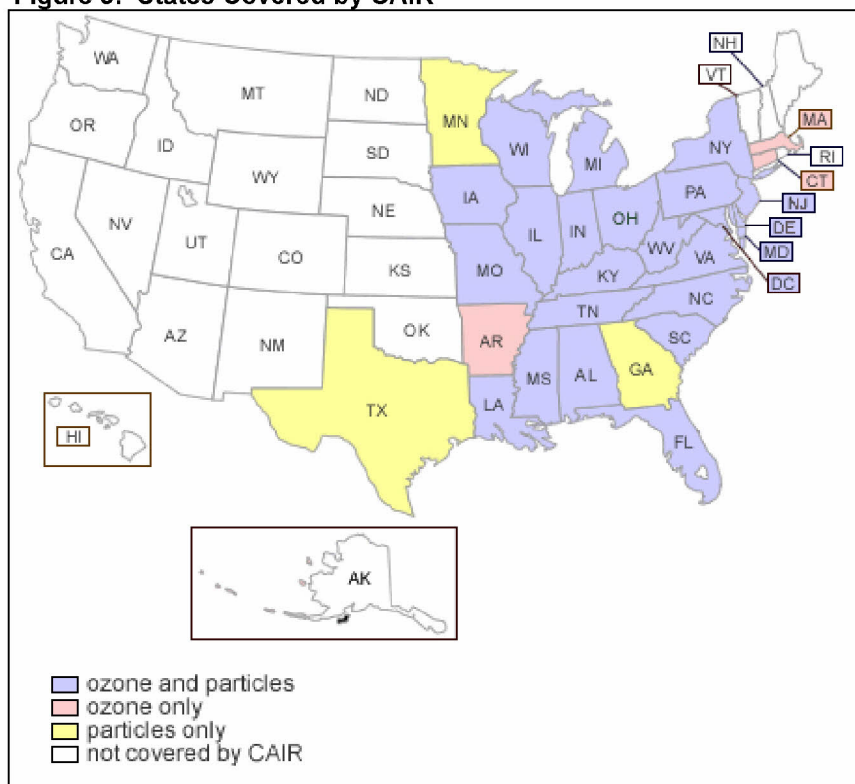 Figure 3. States Covered by CAIR
WA
MT
ND
MN
NH
VT
OR
ID
SD
WI
MI
NY
MA
RI
WY
CT
NE
IA
PA
NJ
NV
UT
CO
IL
IN
OH
WV
DE
MD
CA
KS
MO
KY
VA
DC
AZ
NM
OK
AR
TN
NC
SC
MS
AL
GA
TX
LA
HI
FL
AK
ozone and particles
ozone only
particles only
not covered by CAIR